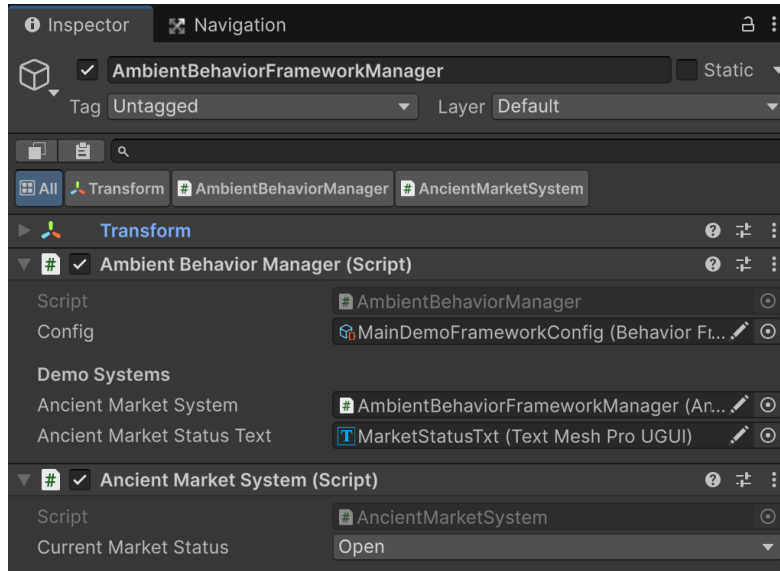 Inspector Navigation
AmbientBehaviorFrameworkManager Static
Tag Untagged Layer Default
All Transform # AmbientBehaviorManager # AncientMarketSystem
Transform
# Ambient Behavior Manager (Script)
Script # AmbientBehaviorManager
Config MainDemoFrameworkConfig (Behavior Fr...
Demo Systems
Ancient Market System # AmbientBehaviorFrameworkManager (An...
Ancient Market Status Text T MarketStatusTxt (Text Mesh Pro UGUI)
# Ancient Market System (Script)
Script # AncientMarketSystem
Current Market Status Open